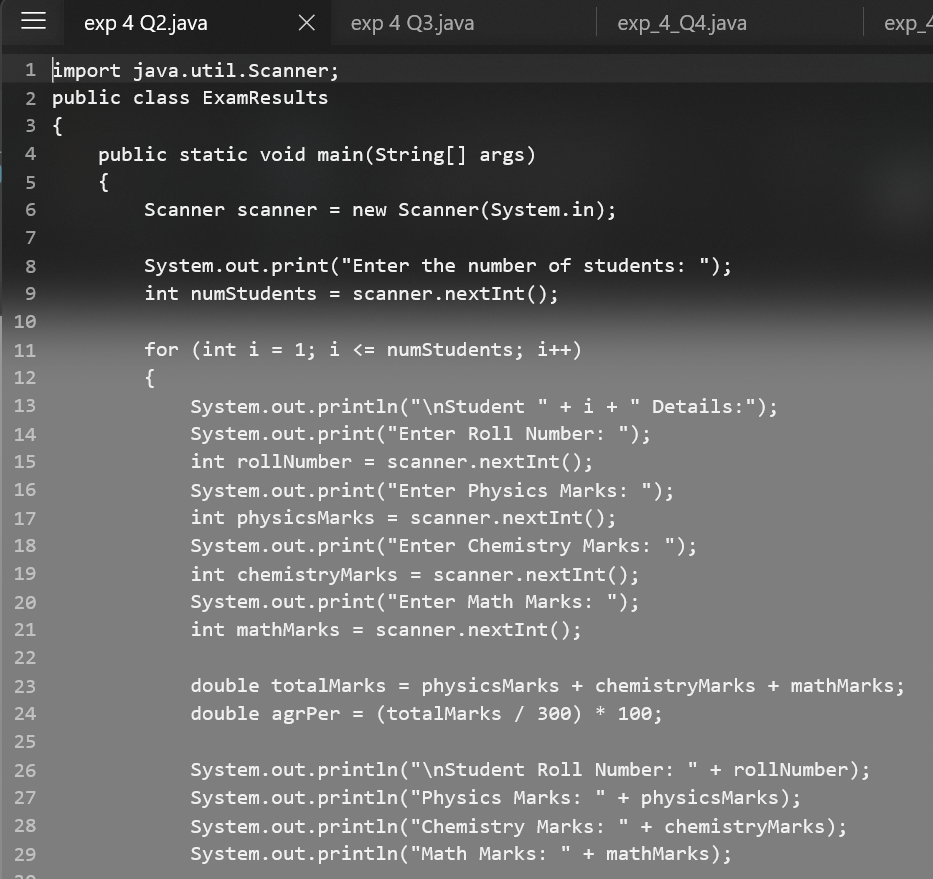 exp 4 Q2.java exp 4 Q3.java exp_4_Q4.java exp_4
1 import java.util.Scanner;
2 public class ExamResults
3 {
4 public static void main(String[] args)
5 {
6 Scanner scanner = new Scanner(System.in);
7
8 System.out.print("Enter the number of students: ");
9 int numStudents = scanner.nextInt();
10
11 for (int i = 1; i <= numStudents; i++)
12 {
13 System.out.println("\nStudent " + i + " Details:");
14 System.out.print("Enter Roll Number: ");
15 int rollNumber = scanner.nextInt();
16 System.out.print("Enter Physics Marks: ");
17 int physicsMarks = scanner.nextInt();
18 System.out.print("Enter Chemistry Marks: ");
19 int chemistryMarks = scanner.nextInt();
20 System.out.print("Enter Math Marks: ");
21 int mathMarks = scanner.nextInt();
22
23 double totalMarks = physicsMarks + chemistryMarks + mathMarks;
24 double agrPer = (totalMarks / 300) * 100;
25
26 System.out.println("\nStudent Roll Number: " + rollNumber);
27 System.out.println("Physics Marks: " + physicsMarks);
28 System.out.println("Chemistry Marks: " + chemistryMarks);
29 System.out.println("Math Marks: " + mathMarks);